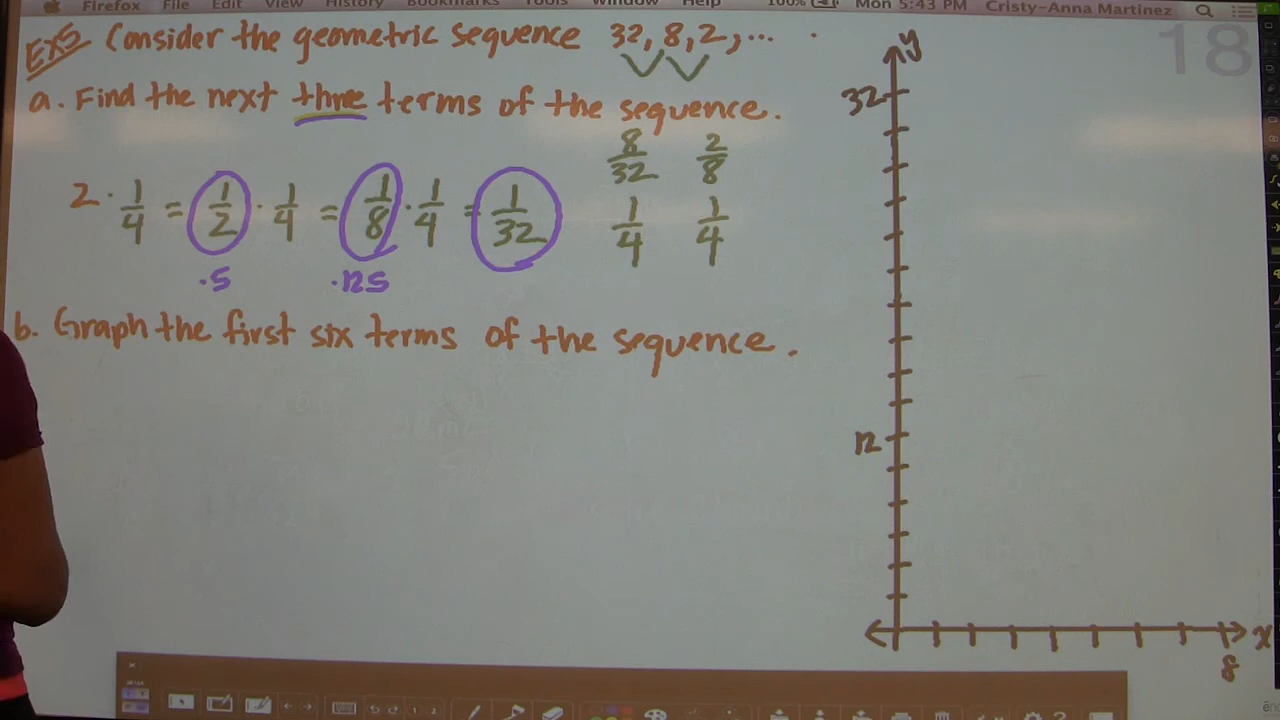 Firefox File Edit View History Bookmarks Tools Window Help 100% Mon 5:43 PM Cristy-Anna Martinez
18
Ex5 Consider the geometric sequence 32, 8, 2, ...
a. Find the next three terms of the sequence.
8/32 2/8
2 · 1/4 = 1/2 · 1/4 = 1/8 · 1/4 = 1/32
1/4 1/4
.5 .125
b. Graph the first six terms of the sequence.
y
32
12
x
8